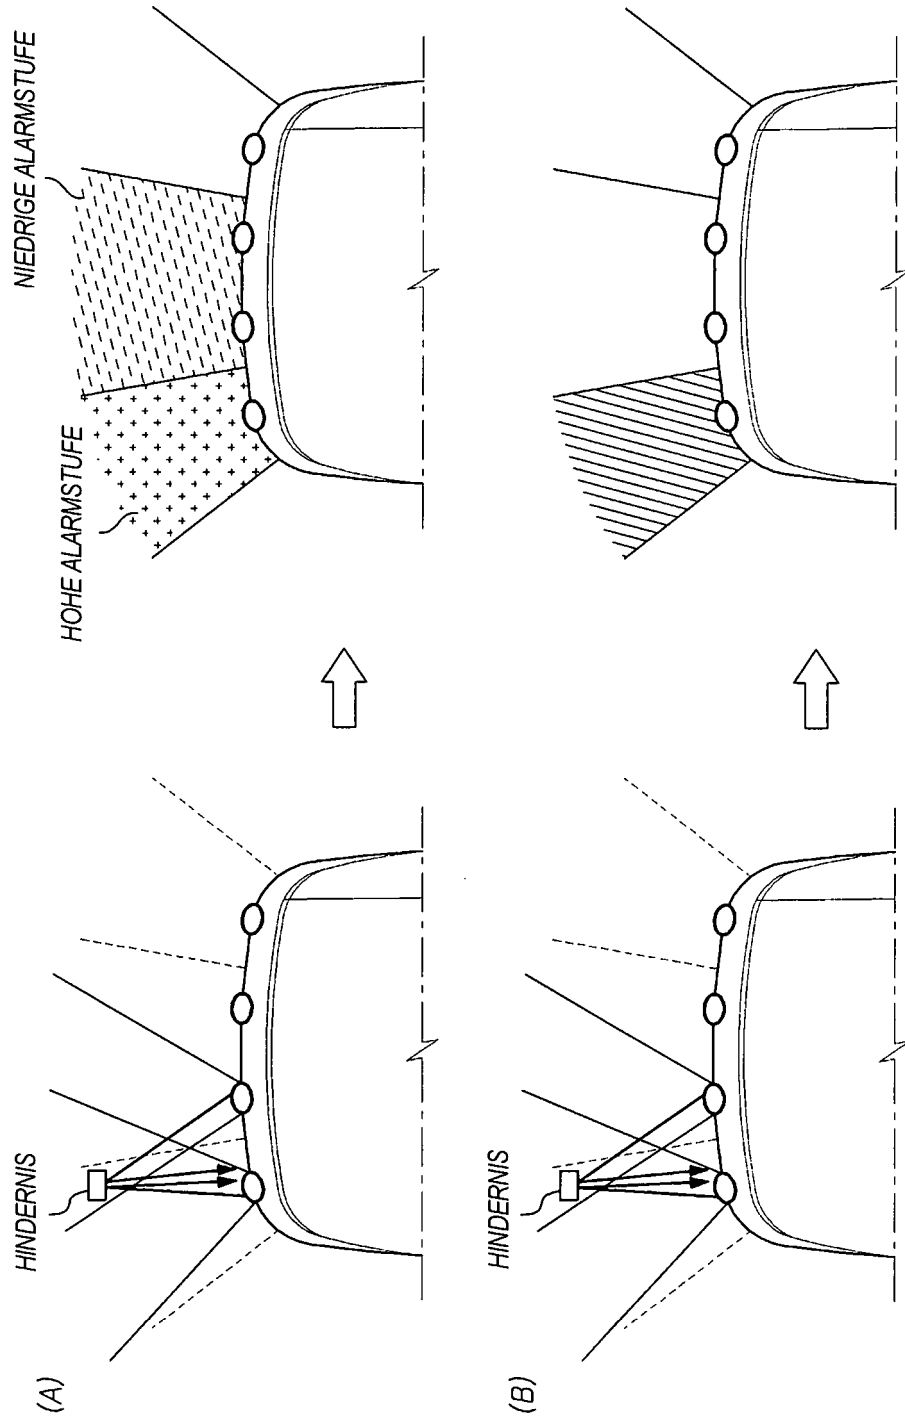 (A)
HINDERNIS
HOHE ALARMSTUFE
NIEDRIGE ALARMSTUFE
(B)
HINDERNIS